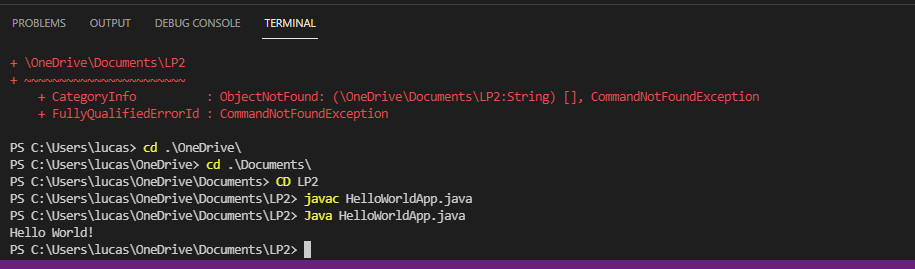 PROBLEMS OUTPUT DEBUG CONSOLE TERMINAL
+ \OneDrive\Documents\LP2
+ ~~~~~~~~~~~~~~~~~~~~~~~
    + CategoryInfo          : ObjectNotFound: (\OneDrive\Documents\LP2:String) [], CommandNotFoundException
    + FullyQualifiedErrorId : CommandNotFoundException
PS C:\Users\lucas> cd .\OneDrive\
PS C:\Users\lucas\OneDrive> cd .\Documents\
PS C:\Users\lucas\OneDrive\Documents> CD LP2
PS C:\Users\lucas\OneDrive\Documents\LP2> javac HelloWorldApp.java
PS C:\Users\lucas\OneDrive\Documents\LP2> Java HelloWorldApp.java
Hello World!
PS C:\Users\lucas\OneDrive\Documents\LP2>